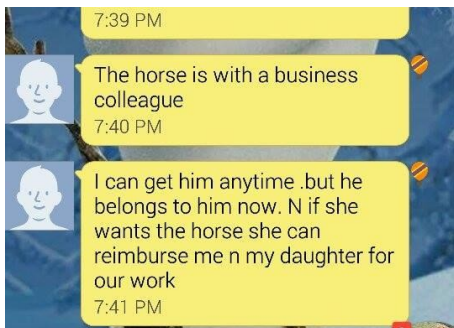 7:39 PM
The horse is with a business
colleague
7:40 PM
I can get him anytime .but he
belongs to him now. N if she
wants the horse she can
reimburse me n my daughter for
our work
7:41 PM